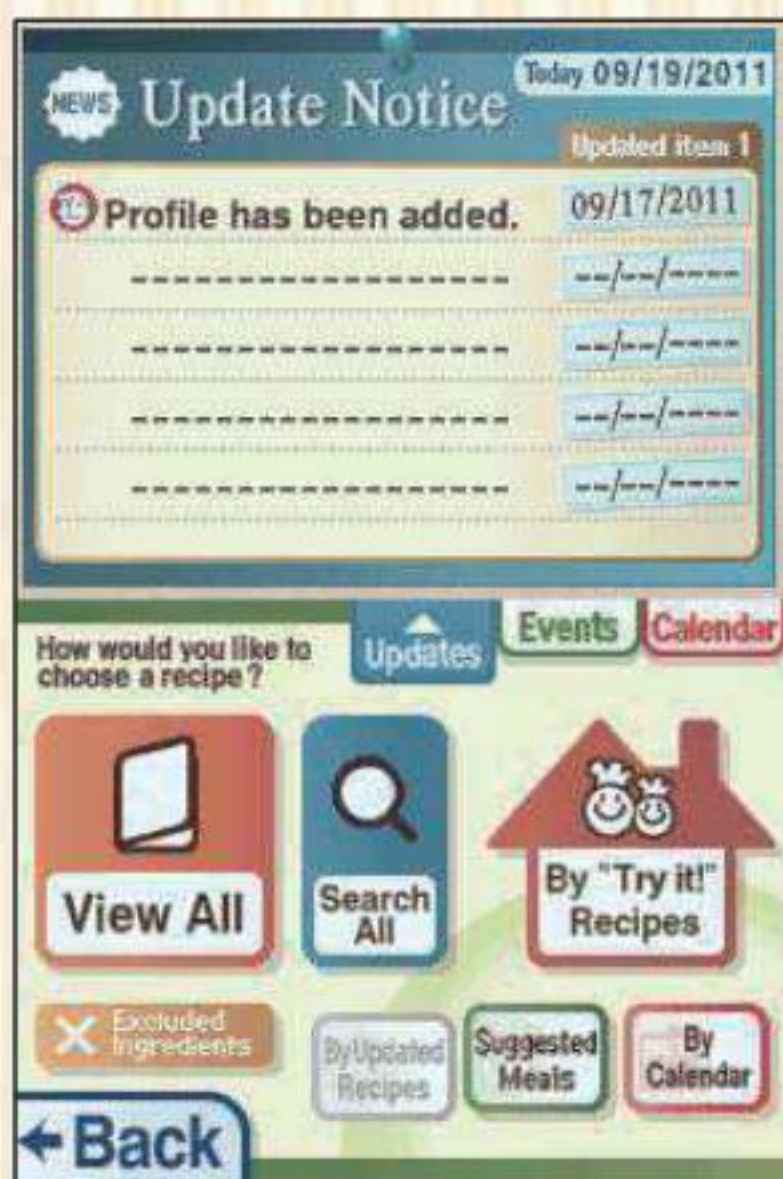 NEWS Update Notice
Today 09/19/2011
Updated item 1
Profile has been added. 09/17/2011
------------------ --/--/----
------------------ --/--/----
------------------ --/--/----
------------------ --/--/----
How would you like to
choose a recipe?
Updates
Events
Calendar
View All
Search
All
By "Try it!"
Recipes
Excluded
Ingredients
By Updated
Recipes
Suggested
Meals
By
Calendar
Back